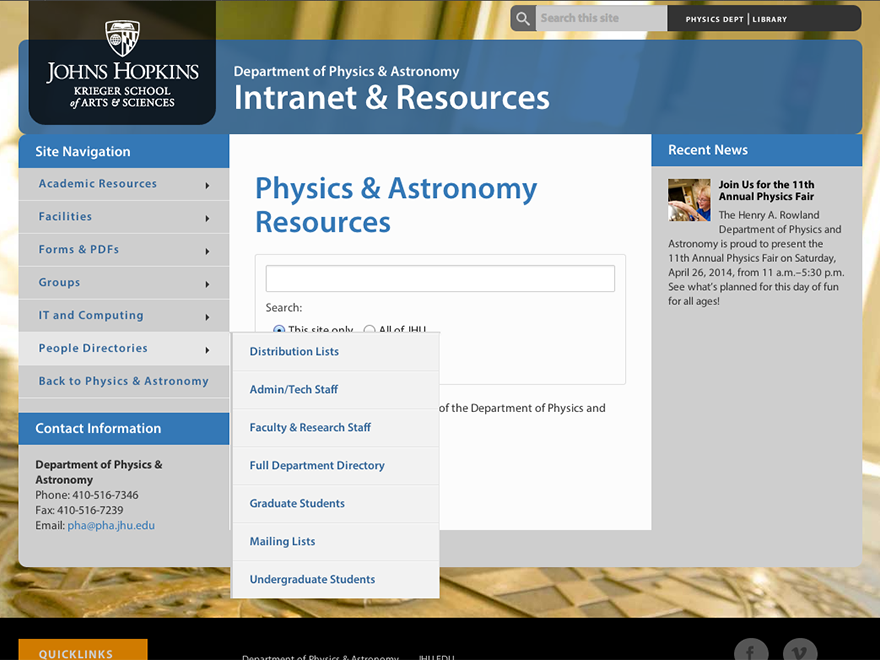 Search this site
PHYSICS DEPT | LIBRARY
JOHNS HOPKINS
KRIEGER SCHOOL
of ARTS & SCIENCES
Department of Physics & Astronomy
Intranet & Resources
Site Navigation
Academic Resources
Facilities
Forms & PDFs
Groups
IT and Computing
People Directories
Back to Physics & Astronomy
Distribution Lists
Admin/Tech Staff
Faculty & Research Staff
Full Department Directory
Graduate Students
Mailing Lists
Undergraduate Students
Contact Information
Department of Physics &
Astronomy
Phone: 410-516-7346
Fax: 410-516-7239
Email: pha@pha.jhu.edu
Physics & Astronomy
Resources
Search:
This site only All of JHU
of the Department of Physics and
Recent News
Join Us for the 11th
Annual Physics Fair
The Henry A. Rowland
Department of Physics and
Astronomy is proud to present the
11th Annual Physics Fair on Saturday,
April 26, 2014, from 11 a.m.–5:30 p.m.
See what's planned for this day of fun
for all ages!
QUICKLINKS
Department of Physics & Astronomy
JHU.EDU